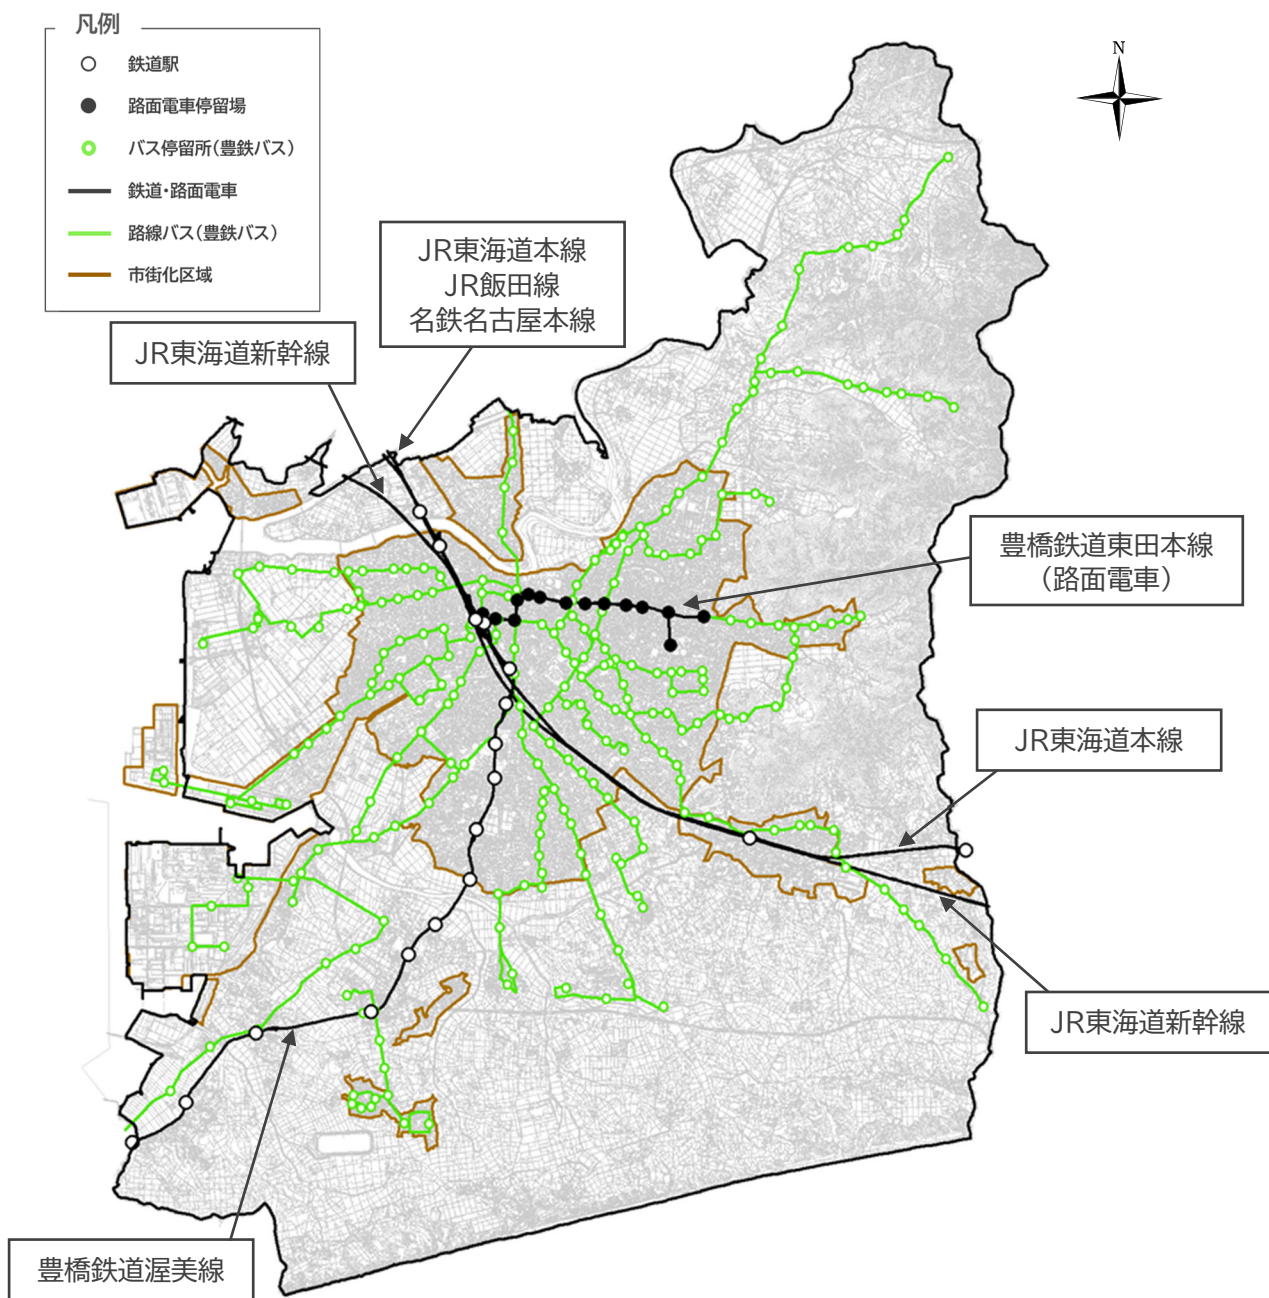 凡例
鉄道駅
路面電車停留場
バス停留所(豊鉄バス)
鉄道・路面電車
路線バス(豊鉄バス)
市街化区域
N
JR東海道本線
JR飯田線
名鉄名古屋本線
JR東海道新幹線
豊橋鉄道東田本線
(路面電車)
JR東海道本線
JR東海道新幹線
豊橋鉄道渥美線